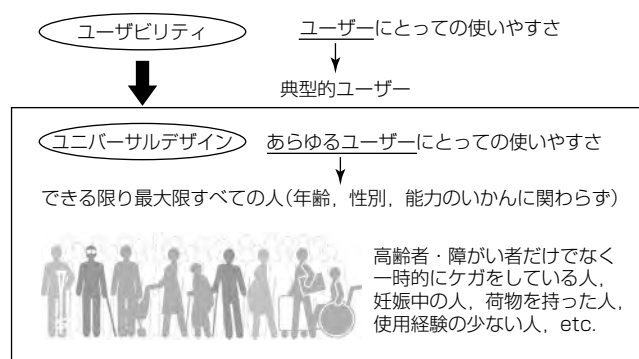 ユーザビリティ
ユーザーにとっての使いやすさ
典型的ユーザー
ユニバーサルデザイン
あらゆるユーザーにとっての使いやすさ
できる限り最大限すべての人(年齢，性別，能力のいかんに関わらず)
高齢者・障がい者だけでなく
一時的にケガをしている人，
妊娠中の人，荷物を持った人，
使用経験の少ない人，etc.